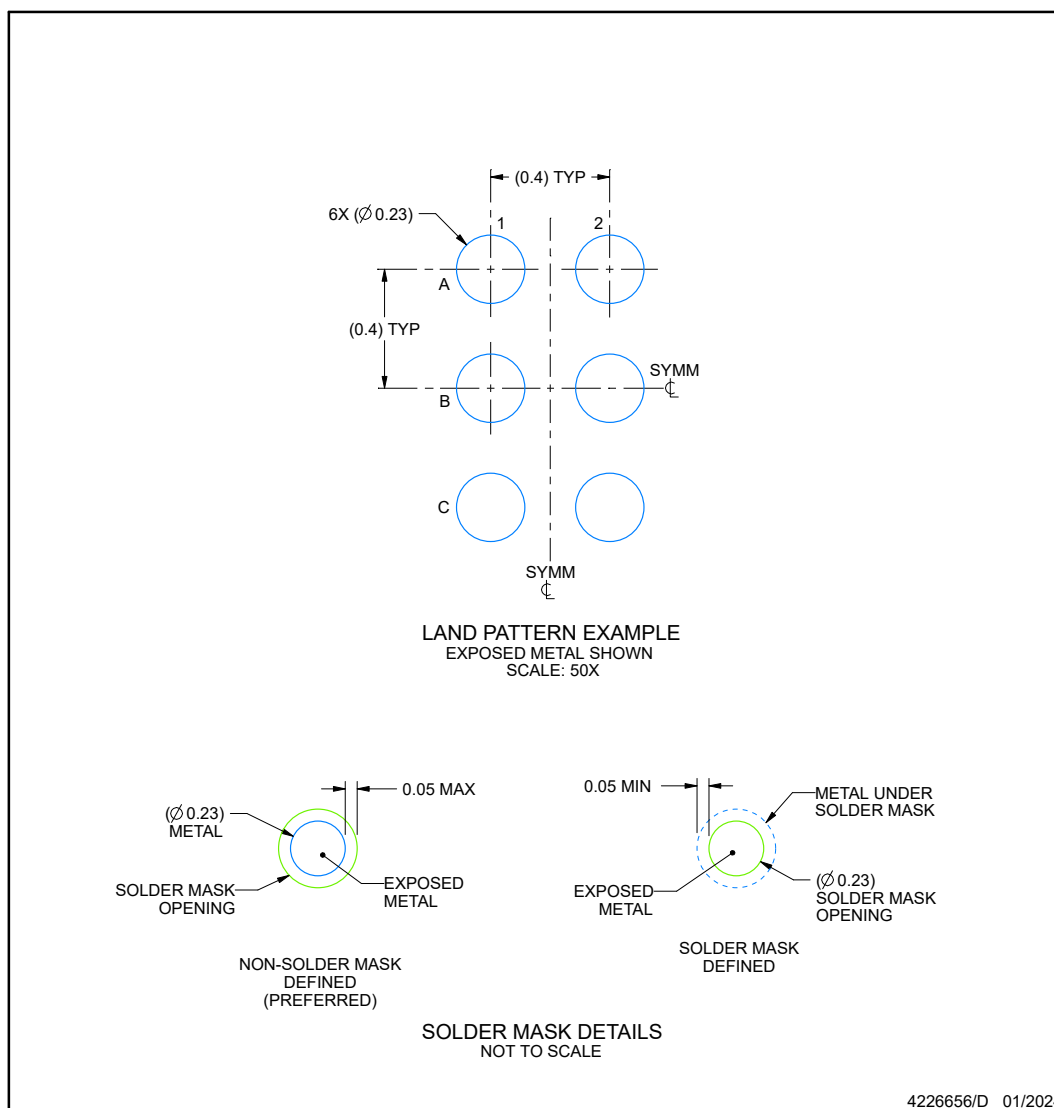 (0.4) TYP
6X (∅ 0.23)
1
2
A
(0.4) TYP
SYMM
℄
B
C
SYMM
℄
LAND PATTERN EXAMPLE
EXPOSED METAL SHOWN
SCALE: 50X
0.05 MAX
(∅ 0.23)
METAL
SOLDER MASK
OPENING
EXPOSED
METAL
NON-SOLDER MASK
DEFINED
(PREFERRED)
0.05 MIN
METAL UNDER
SOLDER MASK
EXPOSED
METAL
(∅ 0.23)
SOLDER MASK
OPENING
SOLDER MASK
DEFINED
SOLDER MASK DETAILS
NOT TO SCALE
4226656/D 01/202